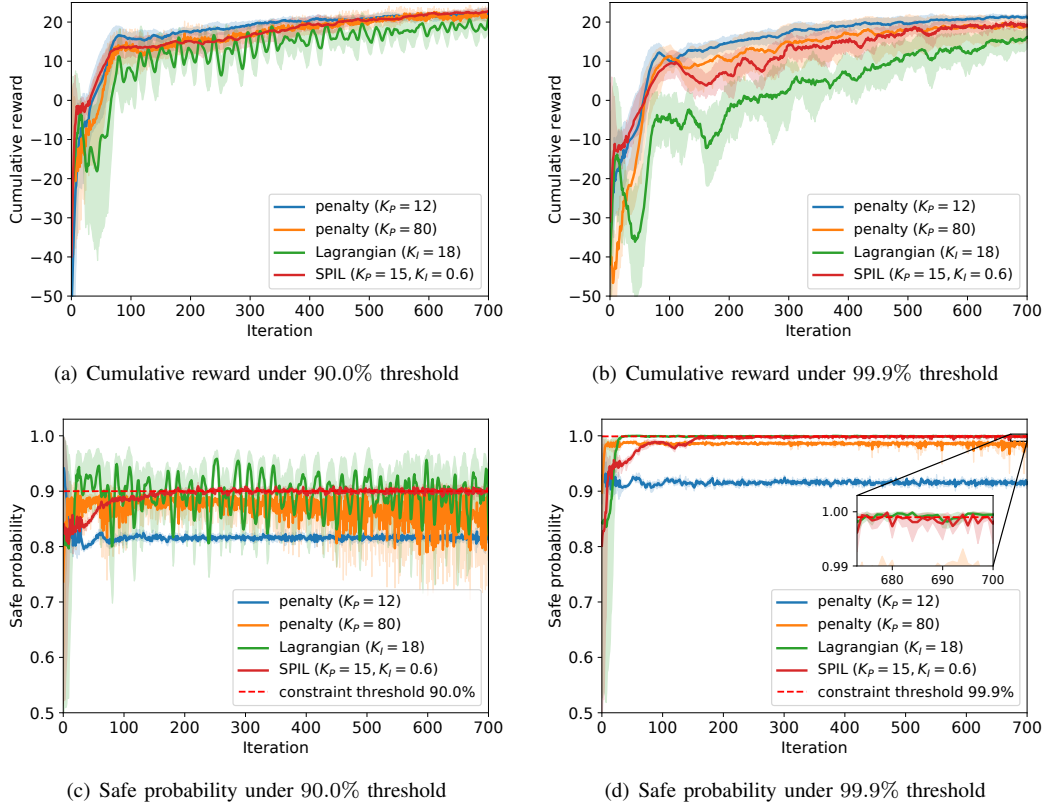 20
10
0
−10
−20
−30
−40
−50
Cumulative reward
penalty (K_P = 12)
penalty (K_P = 80)
Lagrangian (K_I = 18)
SPIL (K_P = 15, K_I = 0.6)
0 100 200 300 400 500 600 700
Iteration
(a) Cumulative reward under 90.0% threshold
20
10
0
−10
−20
−30
−40
−50
Cumulative reward
penalty (K_P = 12)
penalty (K_P = 80)
Lagrangian (K_I = 18)
SPIL (K_P = 15, K_I = 0.6)
0 100 200 300 400 500 600 700
Iteration
(b) Cumulative reward under 99.9% threshold
1.0
0.9
0.8
0.7
0.6
0.5
Safe probability
penalty (K_P = 12)
penalty (K_P = 80)
Lagrangian (K_I = 18)
SPIL (K_P = 15, K_I = 0.6)
constraint threshold 90.0%
0 100 200 300 400 500 600 700
Iteration
(c) Safe probability under 90.0% threshold
1.0
0.9
0.8
0.7
0.6
0.5
Safe probability
1.00
0.99
680 690 700
penalty (K_P = 12)
penalty (K_P = 80)
Lagrangian (K_I = 18)
SPIL (K_P = 15, K_I = 0.6)
constraint threshold 99.9%
0 100 200 300 400 500 600 700
Iteration
(d) Safe probability under 99.9% threshold